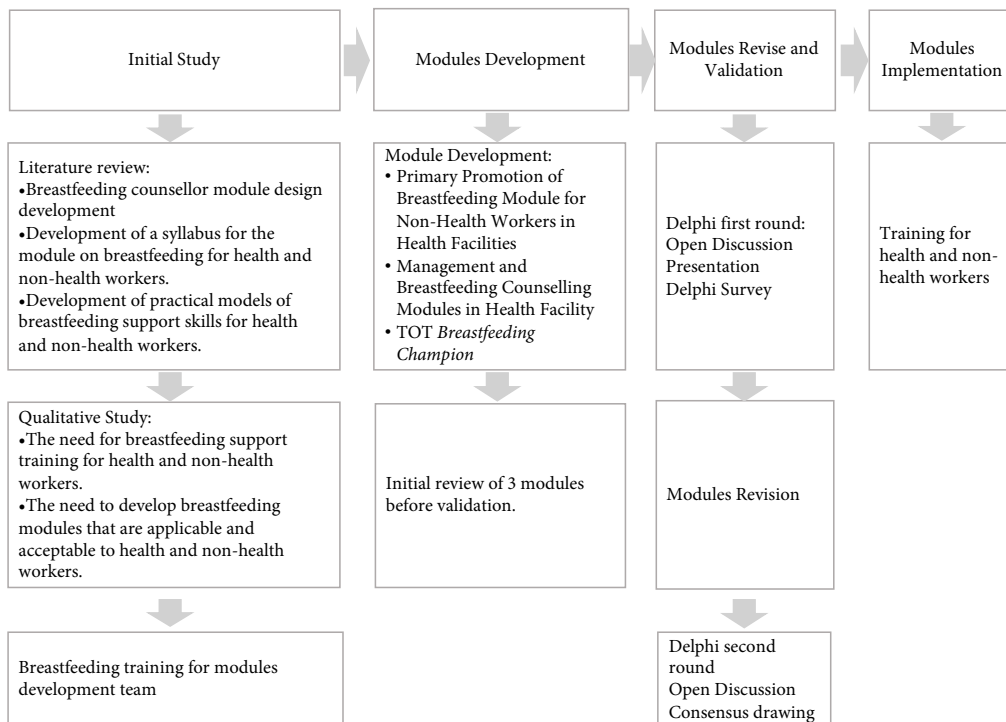 Initial Study
Modules Development
Modules Revise and
Validation
Modules
Implementation
Literature review:
•Breastfeeding counsellor module design
development
•Development of a syllabus for the
module on breastfeeding for health and
non-health workers.
•Development of practical models of
breastfeeding support skills for health
and non-health workers.
Module Development:
• Primary Promotion of
Breastfeeding Module for
Non-Health Workers in
Health Facilities
• Management and
Breastfeeding Counselling
Modules in Health Facility
• TOT Breastfeeding
Champion
Delphi first round:
Open Discussion
Presentation
Delphi Survey
Training for
health and non-
health workers
Qualitative Study:
•The need for breastfeeding support
training for health and non-health
workers.
•The need to develop breastfeeding
modules that are applicable and
acceptable to health and non-health
workers.
Initial review of 3 modules
before validation.
Modules Revision
Breastfeeding training for modules
development team
Delphi second
round
Open Discussion
Consensus drawing